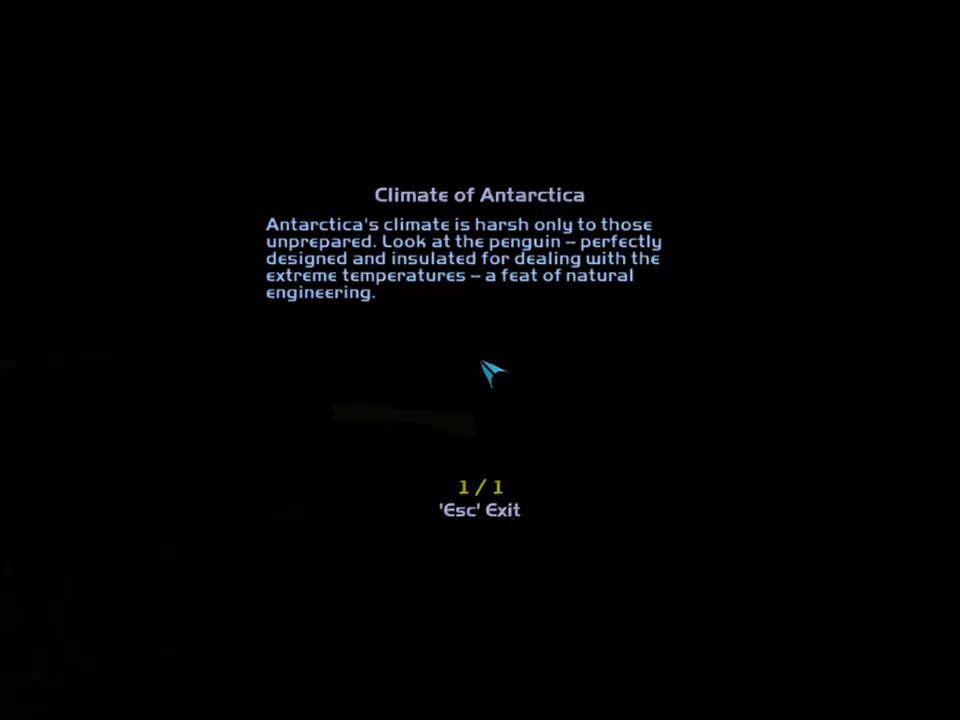 Climate of Antarctica
Antarctica's climate is harsh only to those
unprepared. Look at the penguin -- perfectly
designed and insulated for dealing with the
extreme temperatures -- a feat of natural
engineering.
1 / 1
'Esc' Exit